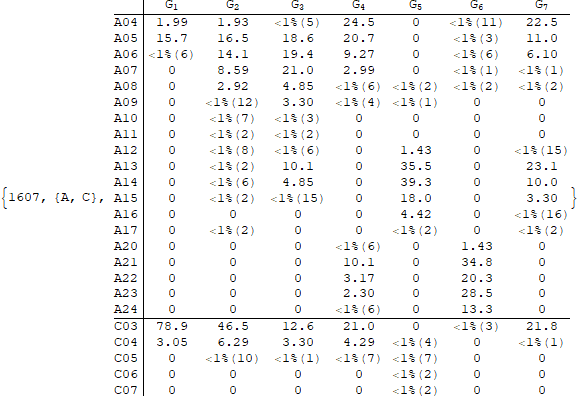 G1 G2 G3 G4 G5 G6 G7
A04 1.99 1.93 <1%(5) 24.5 0 <1%(11) 22.5
A05 15.7 16.5 18.6 20.7 0 <1%(3) 11.0
A06 <1%(6) 14.1 19.4 9.27 0 <1%(6) 6.10
A07 0 8.59 21.0 2.99 0 <1%(1) <1%(1)
A08 0 2.92 4.85 <1%(6) <1%(2) <1%(2) <1%(2)
A09 0 <1%(12) 3.30 <1%(4) <1%(1) 0 0
A10 0 <1%(7) <1%(3) 0 0 0 0
A11 0 <1%(2) <1%(2) 0 0 0 0
A12 0 <1%(8) <1%(6) 0 1.43 0 <1%(15)
A13 0 <1%(2) 10.1 0 35.5 0 23.1
A14 0 <1%(6) 4.85 0 39.3 0 10.0
{1607, {A, C}, A15 0 <1%(2) <1%(15) 0 18.0 0 3.30 }
A16 0 0 0 0 4.42 0 <1%(16)
A17 0 <1%(2) 0 0 <1%(2) 0 <1%(2)
A20 0 0 0 <1%(6) 0 1.43 0
A21 0 0 0 10.1 0 34.8 0
A22 0 0 0 3.17 0 20.3 0
A23 0 0 0 2.30 0 28.5 0
A24 0 0 0 <1%(6) 0 13.3 0
C03 78.9 46.5 12.6 21.0 0 <1%(3) 21.8
C04 3.05 6.29 3.30 4.29 <1%(4) 0 <1%(1)
C05 0 <1%(10) <1%(1) <1%(7) <1%(7) 0 0
C06 0 0 0 0 <1%(2) 0 0
C07 0 0 0 0 <1%(2) 0 0